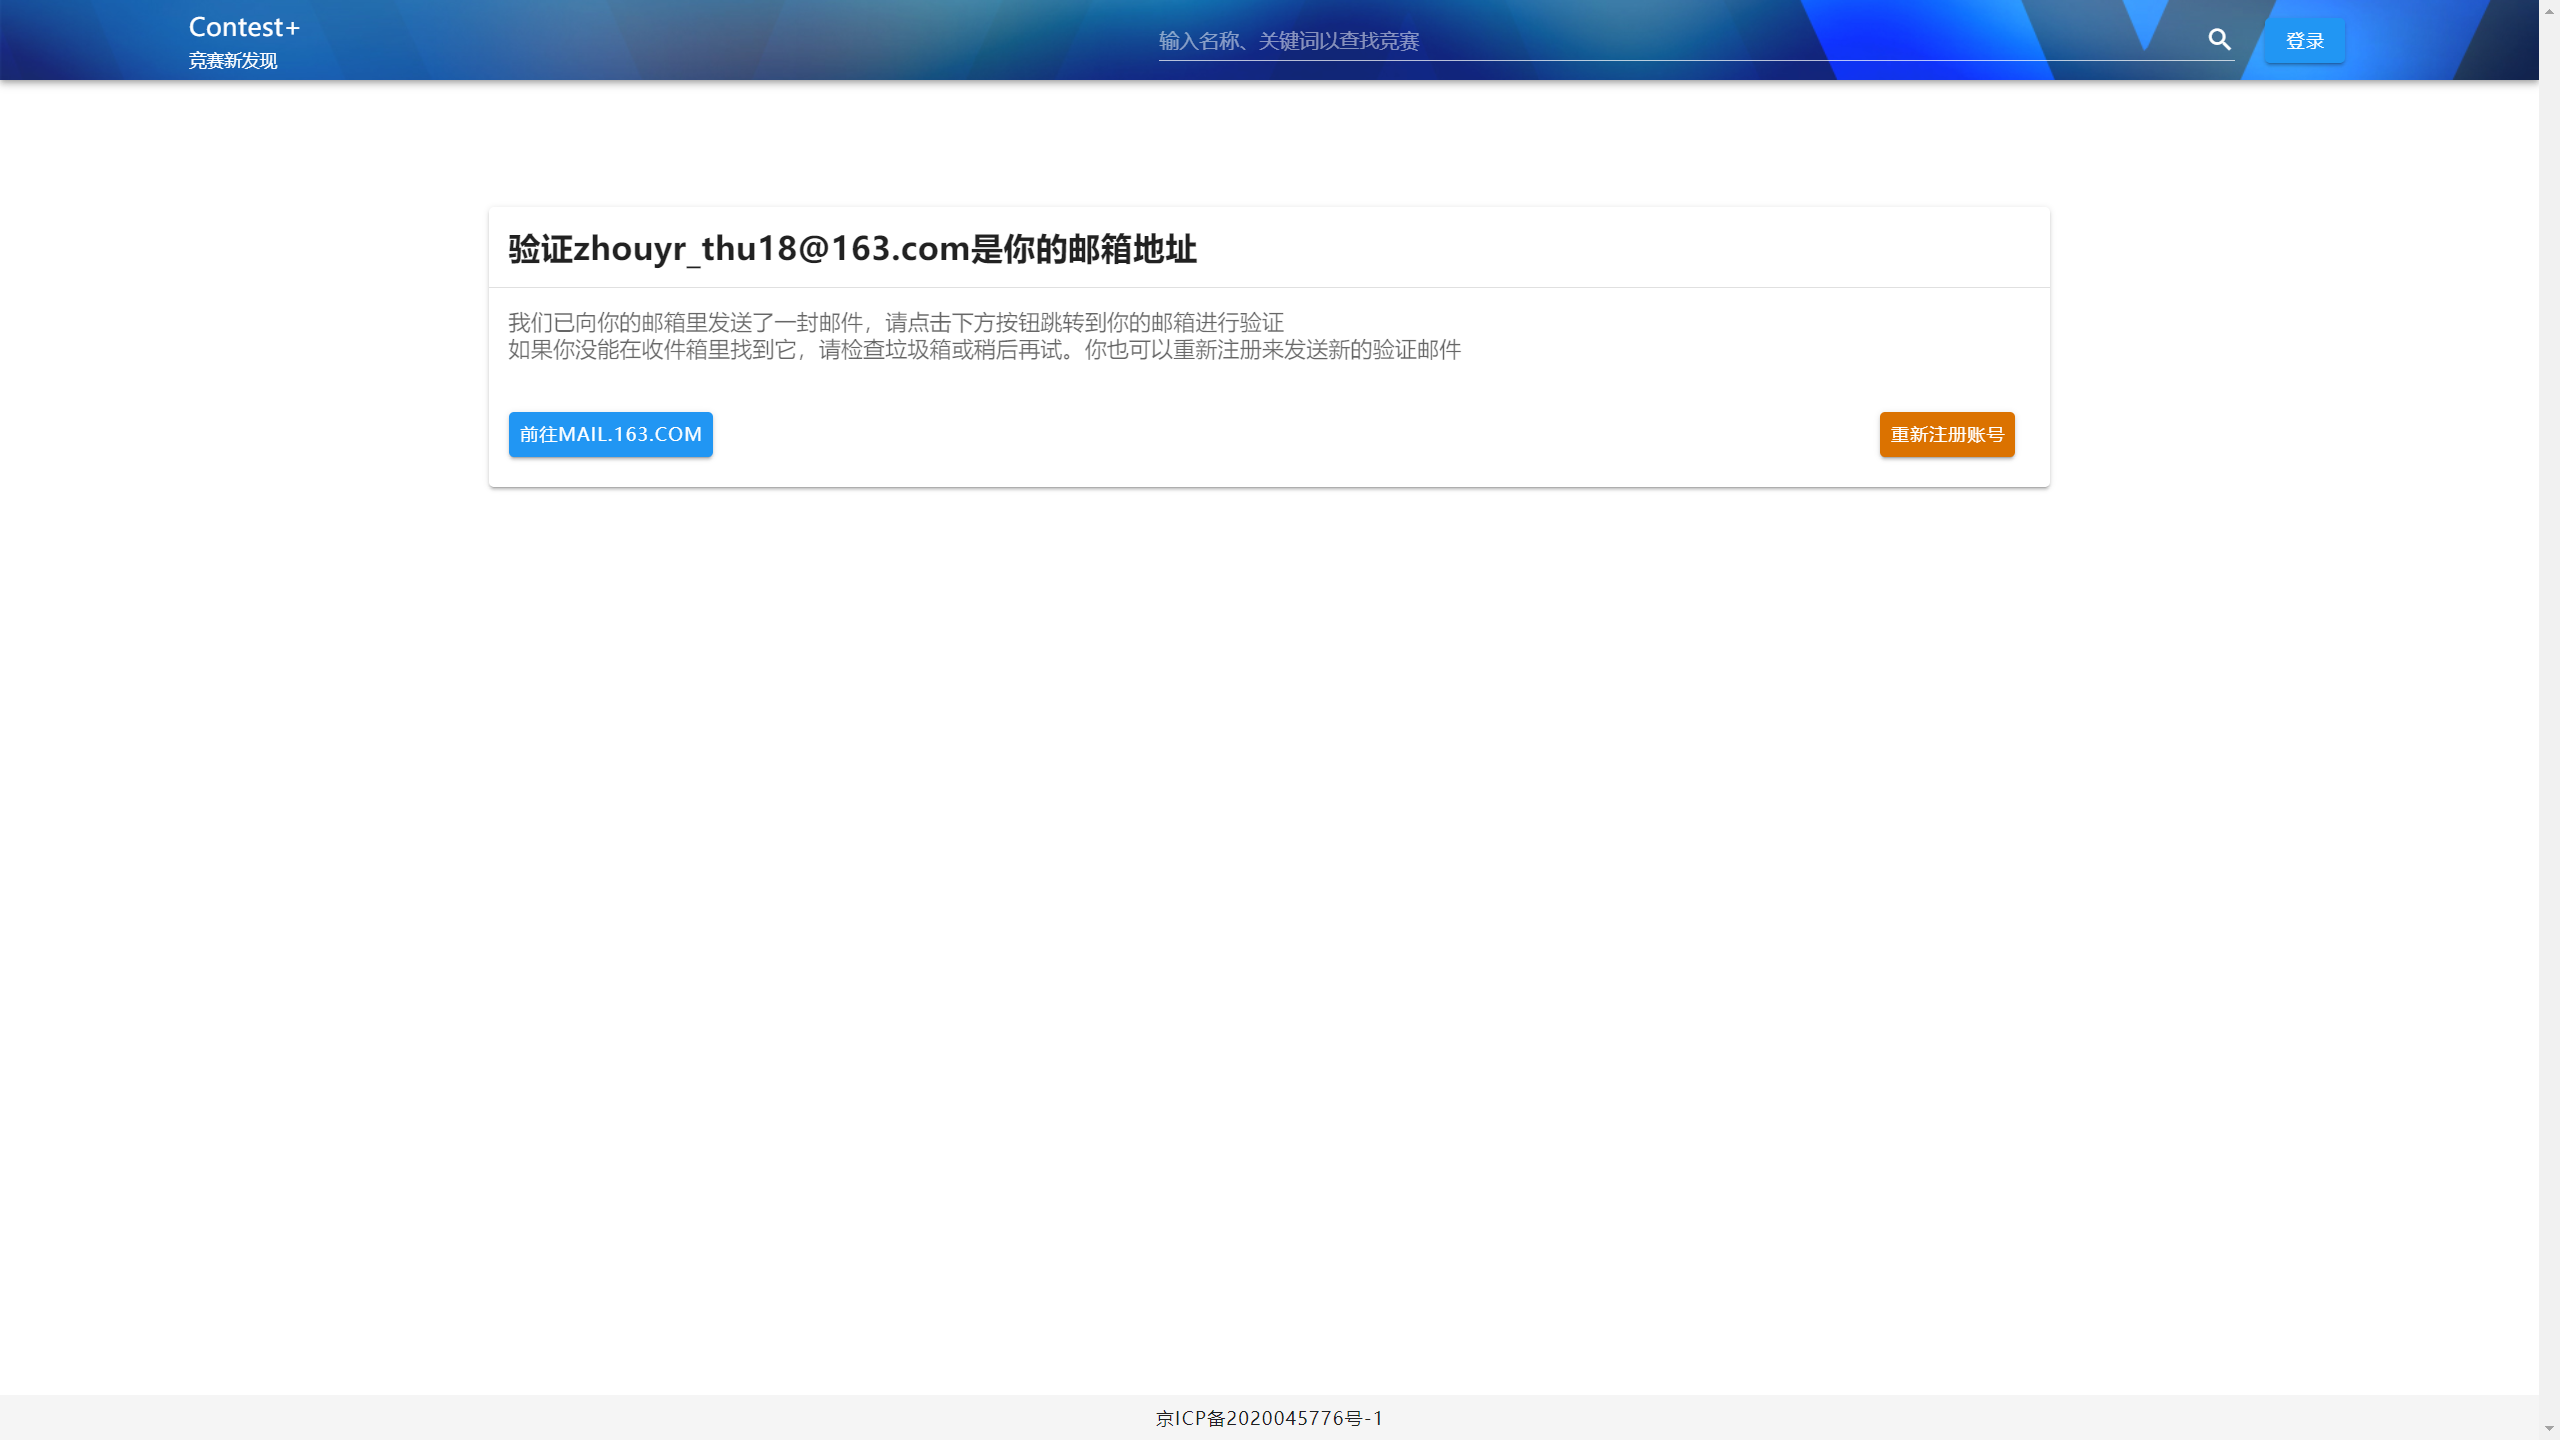 Contest+
竞赛新发现
输入名称、关键词以查找竞赛
登录
验证zhouyr_thu18@163.com是你的邮箱地址
我们已向你的邮箱里发送了一封邮件，请点击下方按钮跳转到你的邮箱进行验证
如果你没能在收件箱里找到它，请检查垃圾箱或稍后再试。你也可以重新注册来发送新的验证邮件
前往MAIL.163.COM
重新注册账号
京ICP备2020045776号-1